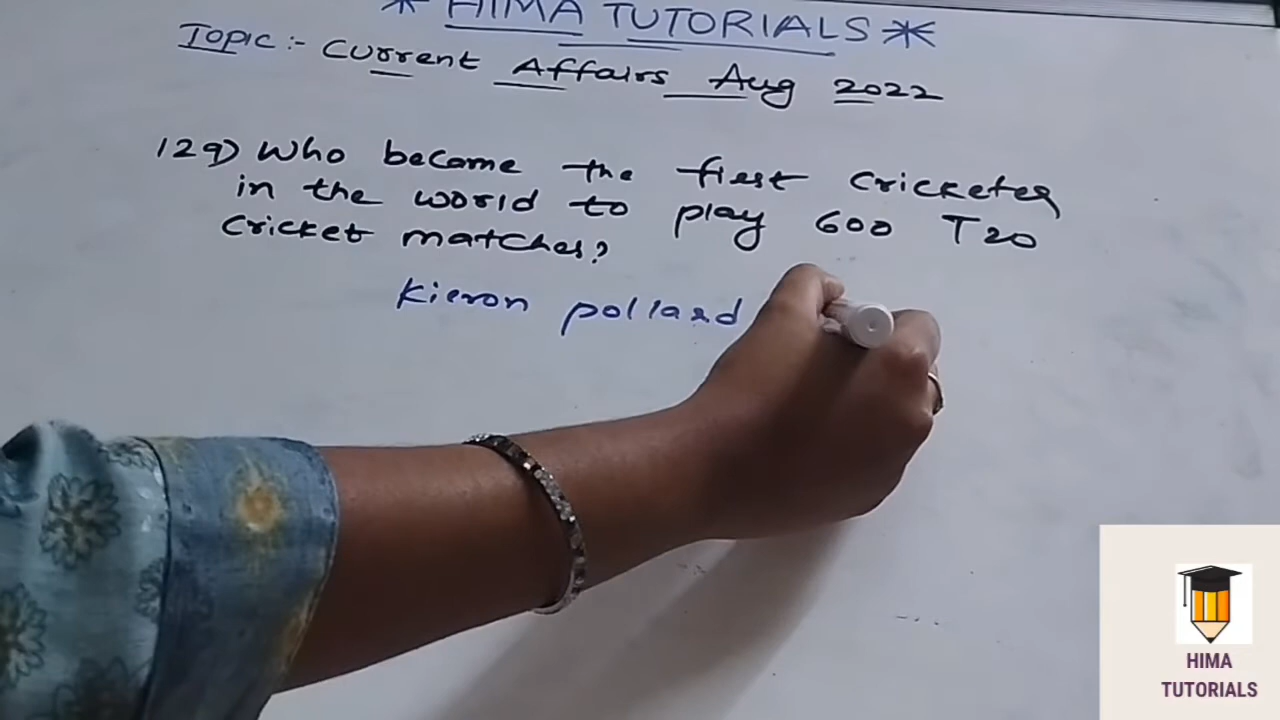 * HIMA TUTORIALS *
Topic :- Current Affairs Aug 2022
129) Who became the first Cricketer
in the world to play 600 T20
Cricket matches?
Kieron pollard
HIMA
TUTORIALS